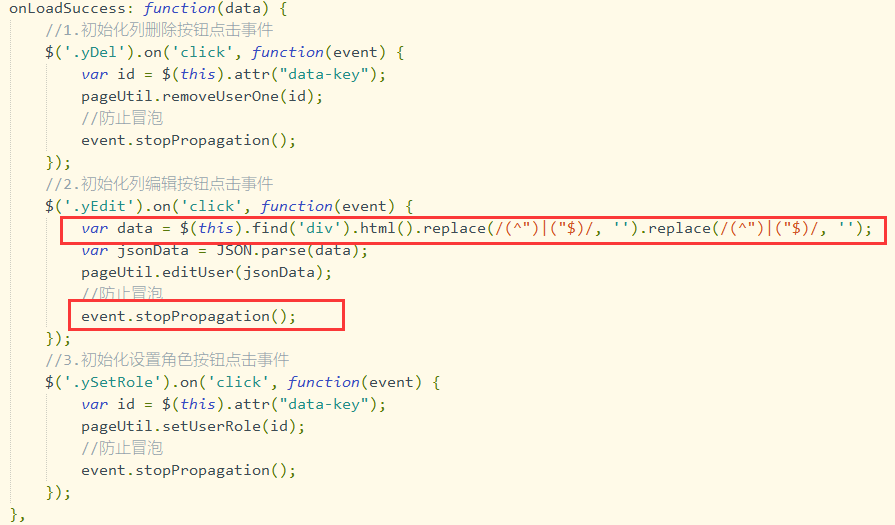 onLoadSuccess: function(data) {
//1.初始化列删除按钮点击事件
$('.yDel').on('click', function(event) {
var id = $(this).attr("data-key");
pageUtil.removeUserOne(id);
//防止冒泡
event.stopPropagation();
});
//2.初始化列编辑按钮点击事件
$('.yEdit').on('click', function(event) {
var data = $(this).find('div').html().replace(/(^")|("$)/, '').replace(/(^")|("$)/, '');
var jsonData = JSON.parse(data);
pageUtil.editUser(jsonData);
//防止冒泡
event.stopPropagation();
});
//3.初始化设置角色按钮点击事件
$('.ySetRole').on('click', function(event) {
var id = $(this).attr("data-key");
pageUtil.setUserRole(id);
//防止冒泡
event.stopPropagation();
});
},